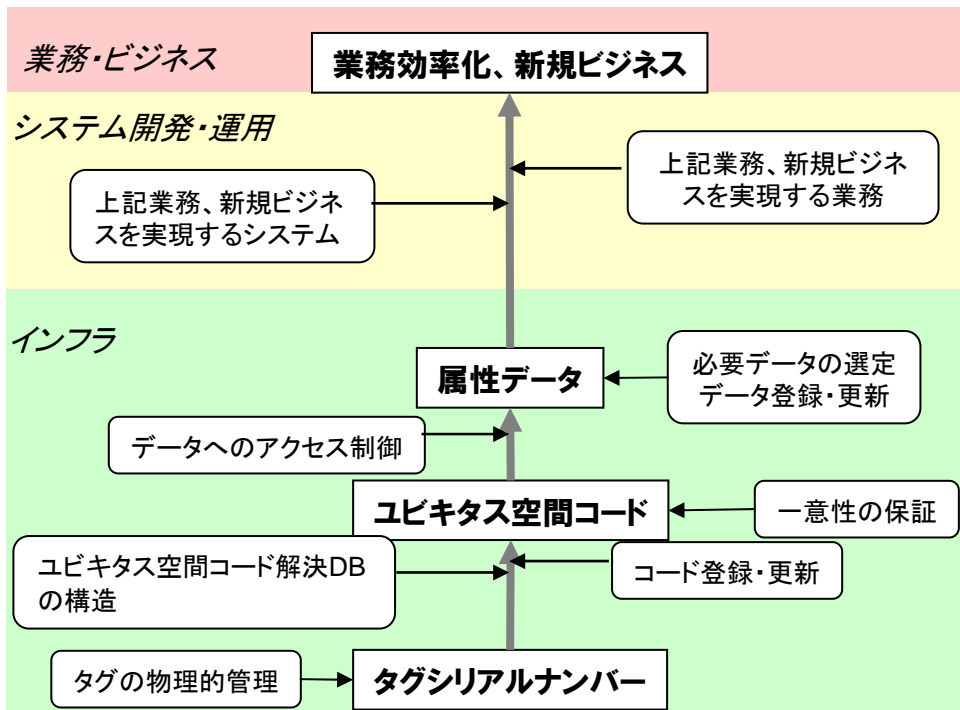 業務・ビジネス
業務効率化、新規ビジネス
システム開発・運用
上記業務、新規ビジネ
スを実現する業務
上記業務、新規ビジネ
スを実現するシステム
インフラ
属性データ
必要データの選定
データ登録・更新
データへのアクセス制御
ユビキタス空間コード
一意性の保証
ユビキタス空間コード解決DB
の構造
コード登録・更新
タグの物理的管理
タグシリアルナンバー